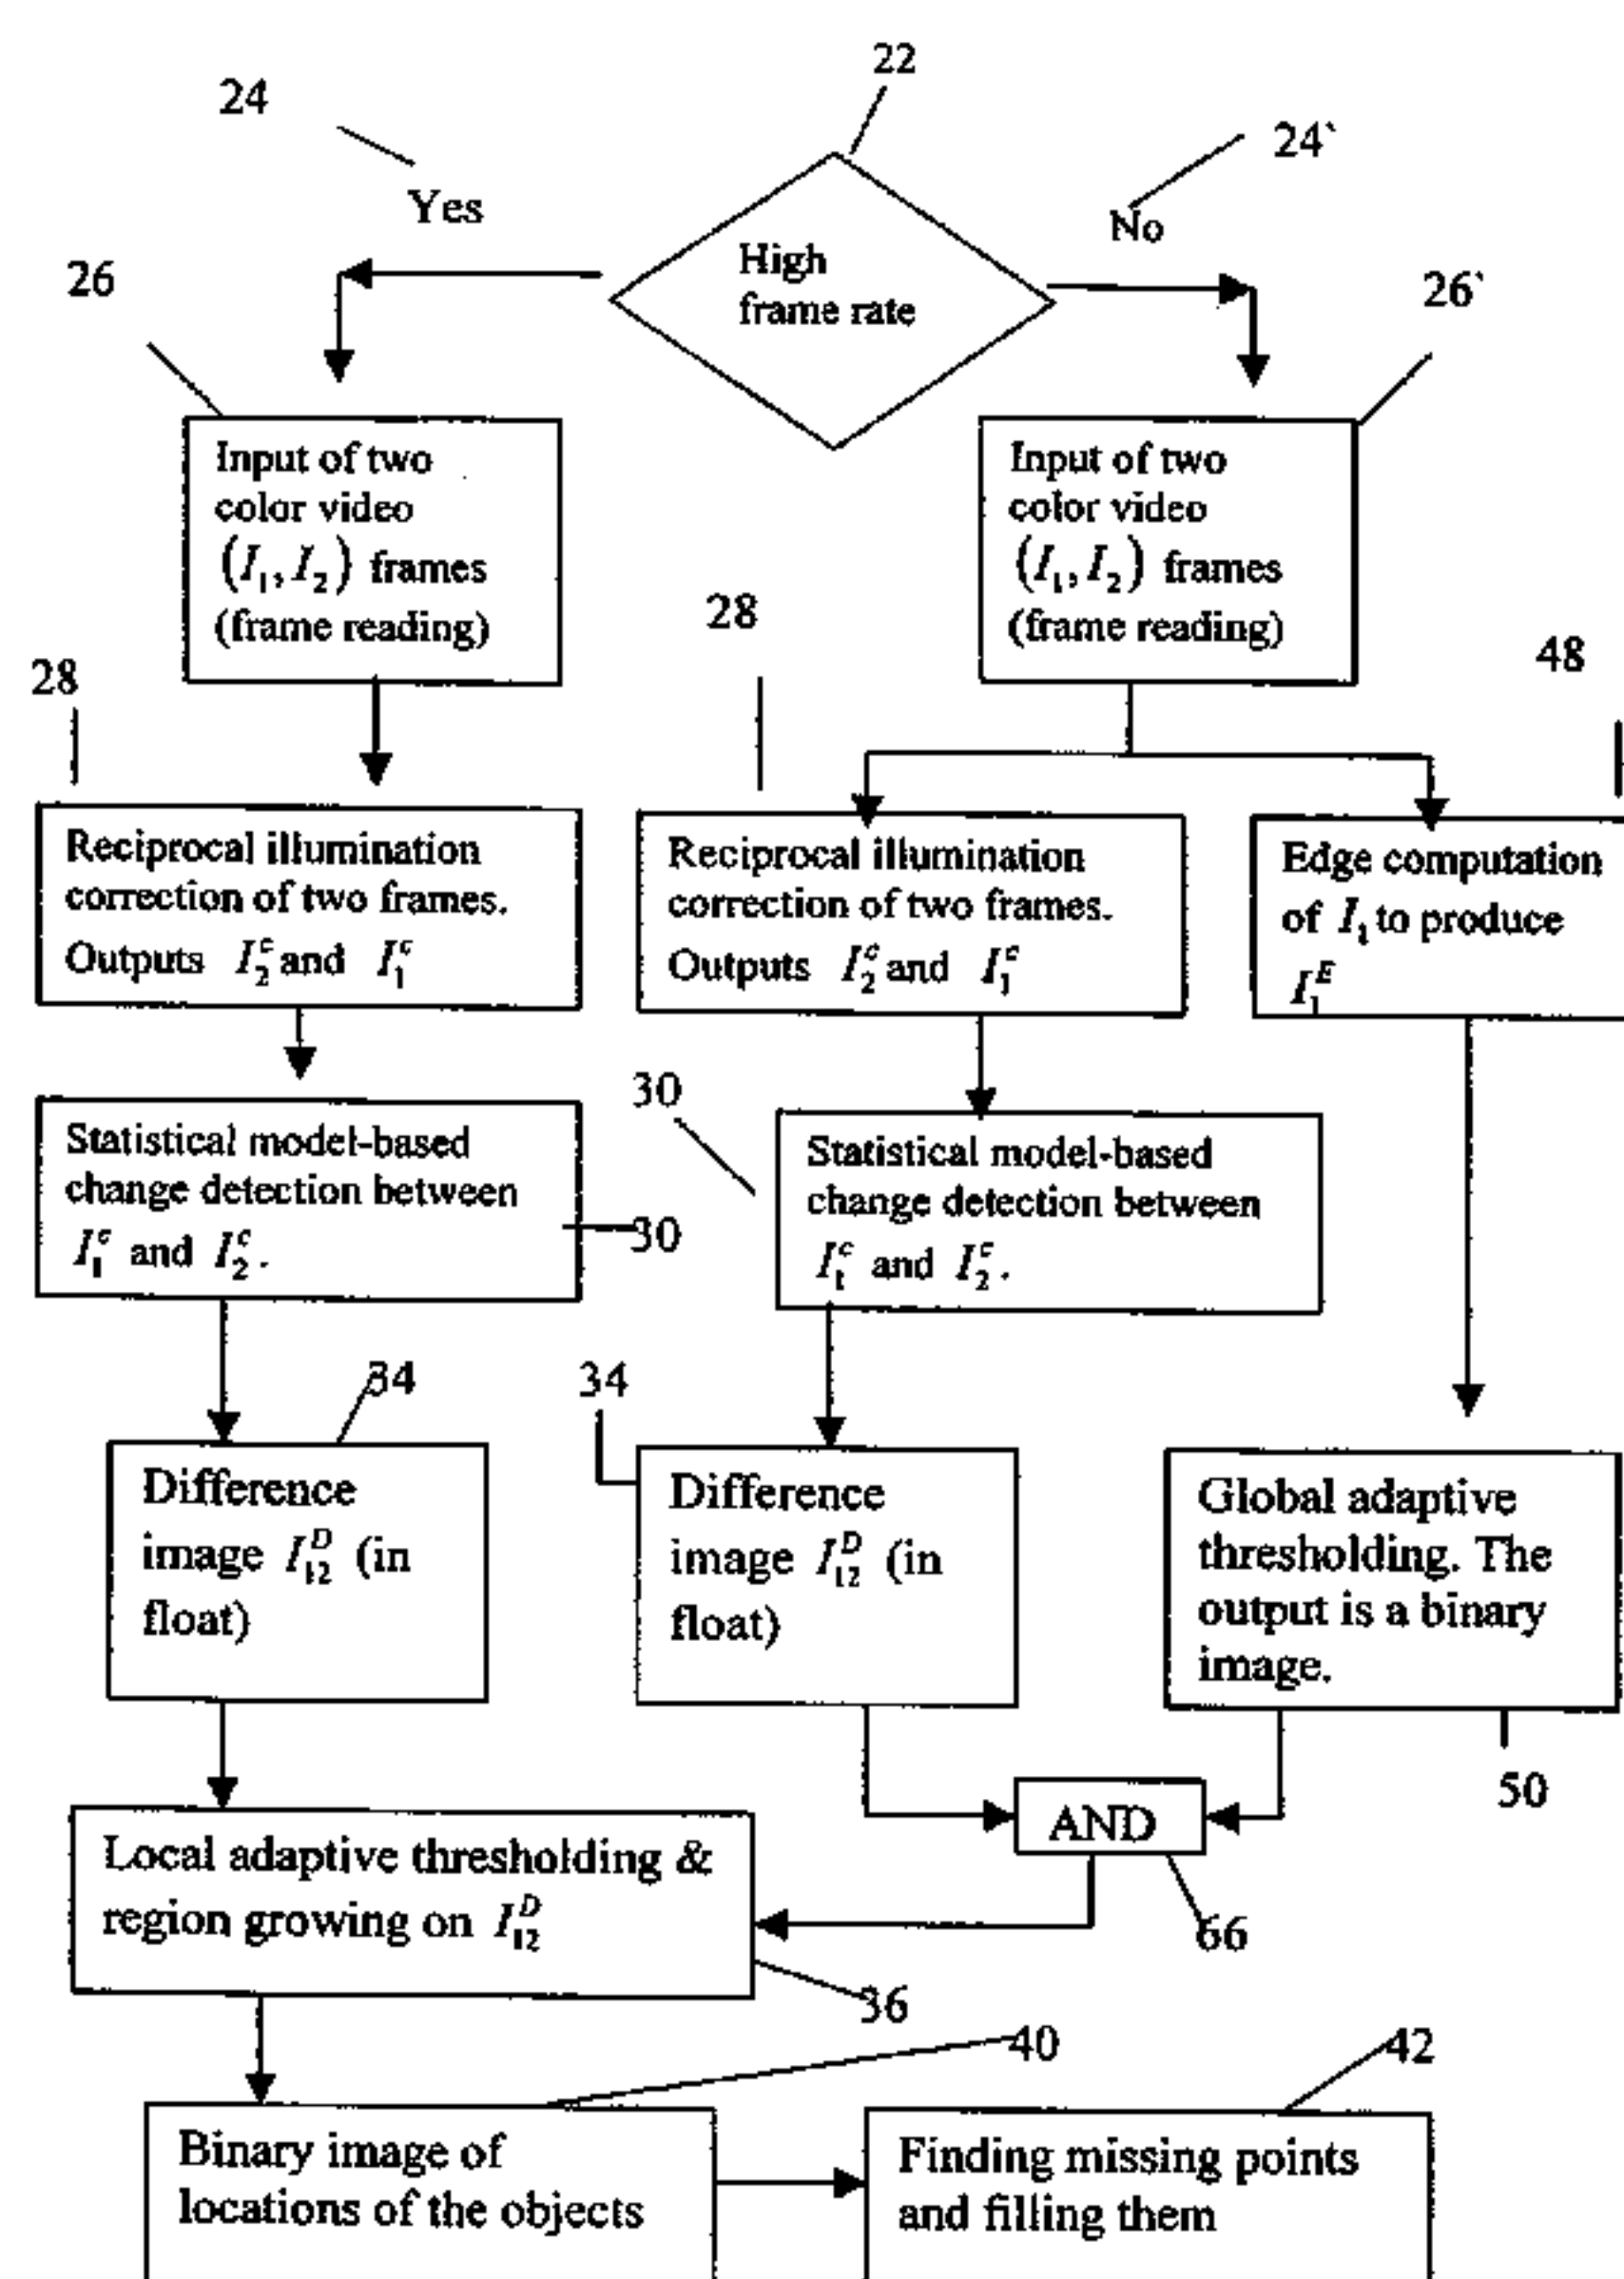 22
24
24`
Yes
No
High
frame rate
26
26`
Input of two
color video
(I₁, I₂) frames
(frame reading)
Input of two
color video
(I₁, I₂) frames
(frame reading)
28
28
48
Reciprocal illumination
correction of two frames.
Outputs I₂ᶜ and I₁ᶜ
Reciprocal illumination
correction of two frames.
Outputs I₂ᶜ and I₁ᶜ
Edge computation
of I₁ to produce
I₁ᴱ
30
Statistical model-based
change detection between
I₁ᶜ and I₂ᶜ.
30
Statistical model-based
change detection between
I₁ᶜ and I₂ᶜ.
34
34
Difference
image I₁₂ᴰ (in
float)
Difference
image I₁₂ᴰ (in
float)
Global adaptive
thresholding. The
output is a binary
image.
50
AND
66
Local adaptive thresholding &
region growing on I₁₂ᴰ
36
40
42
Binary image of
locations of the objects
Finding missing points
and filling them